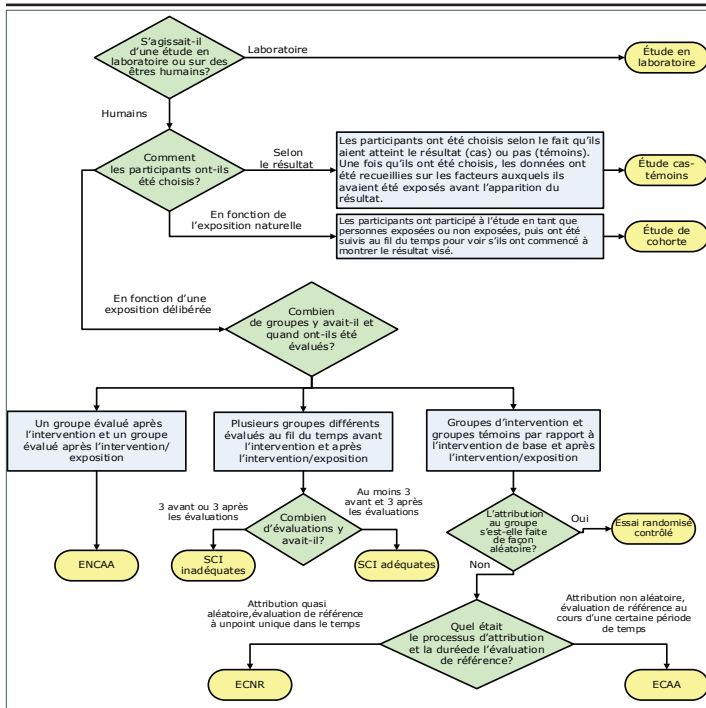 S'agissait-il
d'une étude en
laboratoire ou sur des
êtres humains?
Laboratoire
Étude en
laboratoire
Humains
Comment
les participants ont-ils
été choisis?
Selon
le résultat
Les participants ont été choisis selon le fait qu'ils
aient atteint le résultat (cas) ou pas (témoins).
Une fois qu'ils ont été choisis, les données ont
été recueillies sur les facteurs auxquels ils
avaient été exposés avant l'apparition du
résultat.
Étude cas-
témoins
En fonction de
l'exposition naturelle
Les participants ont participé à l'étude en tant que
personnes exposées ou non exposées, puis ont été
suivis au fil du temps pour voir s'ils ont commencé à
montrer le résultat visé.
Étude de
cohorte
En fonction d'une
exposition délibérée
Combien
de groupes y avait-il et
quand ont-ils été
évalués?
Un groupe évalué après
l'intervention et un groupe
évalué après l'intervention/
exposition
Plusieurs groupes différents
évalués au fil du temps avant
l'intervention et après
l'intervention/exposition
Groupes d'intervention et
groupes témoins par rapport à
l'intervention de base et après
l'intervention/exposition
3 avant ou 3 après
les évaluations
Combien
d'évaluations y
avait-il?
Au moins 3
avant et 3 après
les évaluations
L'attribution
au groupe
s'est-elle faite
de façon
aléatoire?
Oui
Essai randomisé
contrôlé
ENCAA
SCI
inadéquates
SCI adéquates
Non
Attribution quasi
aléatoire,évaluation de référence
à unpoint unique dans le temps
Quel était
le processus d'attribution
et la duréede l'évaluation
de référence?
Attribution non aléatoire,
évaluation de référence au
cours d'une certaine période
de temps
ECNR
ECAA